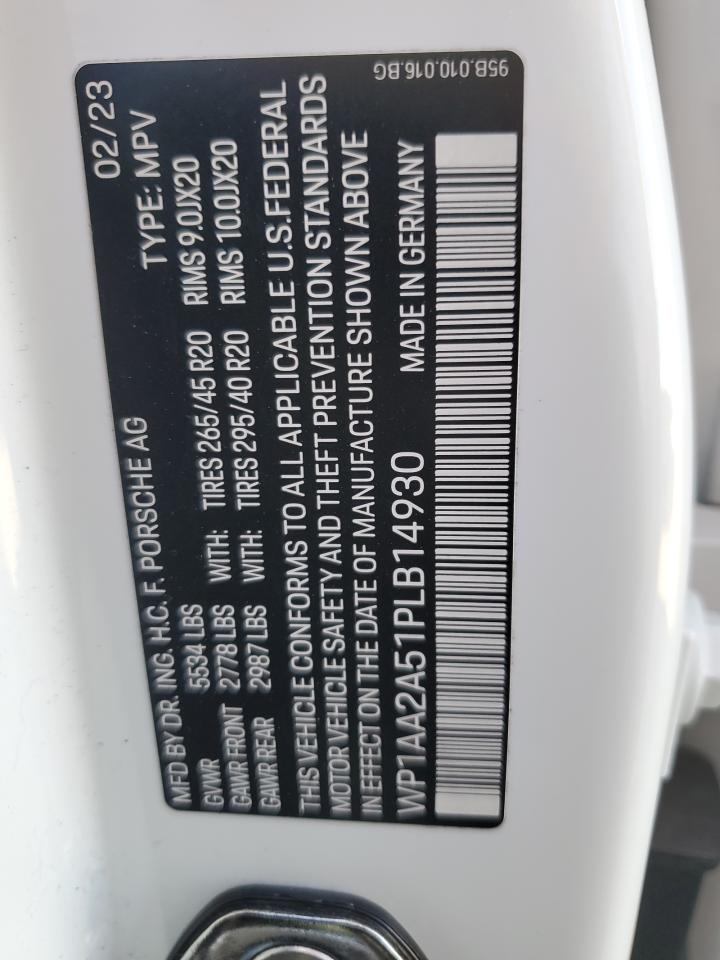 MFD BY DR. ING. H.C. F. PORSCHE AG 02/23
GVWR 5534 LBS TYPE: MPV
GAWR FRONT 2778 LBS WITH: TIRES 265/45 R20 RIMS 9.0JX20
GAWR REAR 2987 LBS WITH: TIRES 295/40 R20 RIMS 10.0JX20
THIS VEHICLE CONFORMS TO ALL APPLICABLE U.S. FEDERAL
MOTOR VEHICLE SAFETY AND THEFT PREVENTION STANDARDS
IN EFFECT ON THE DATE OF MANUFACTURE SHOWN ABOVE
WP1AA2A51PLB14930 MADE IN GERMANY
95B.010.016.BG